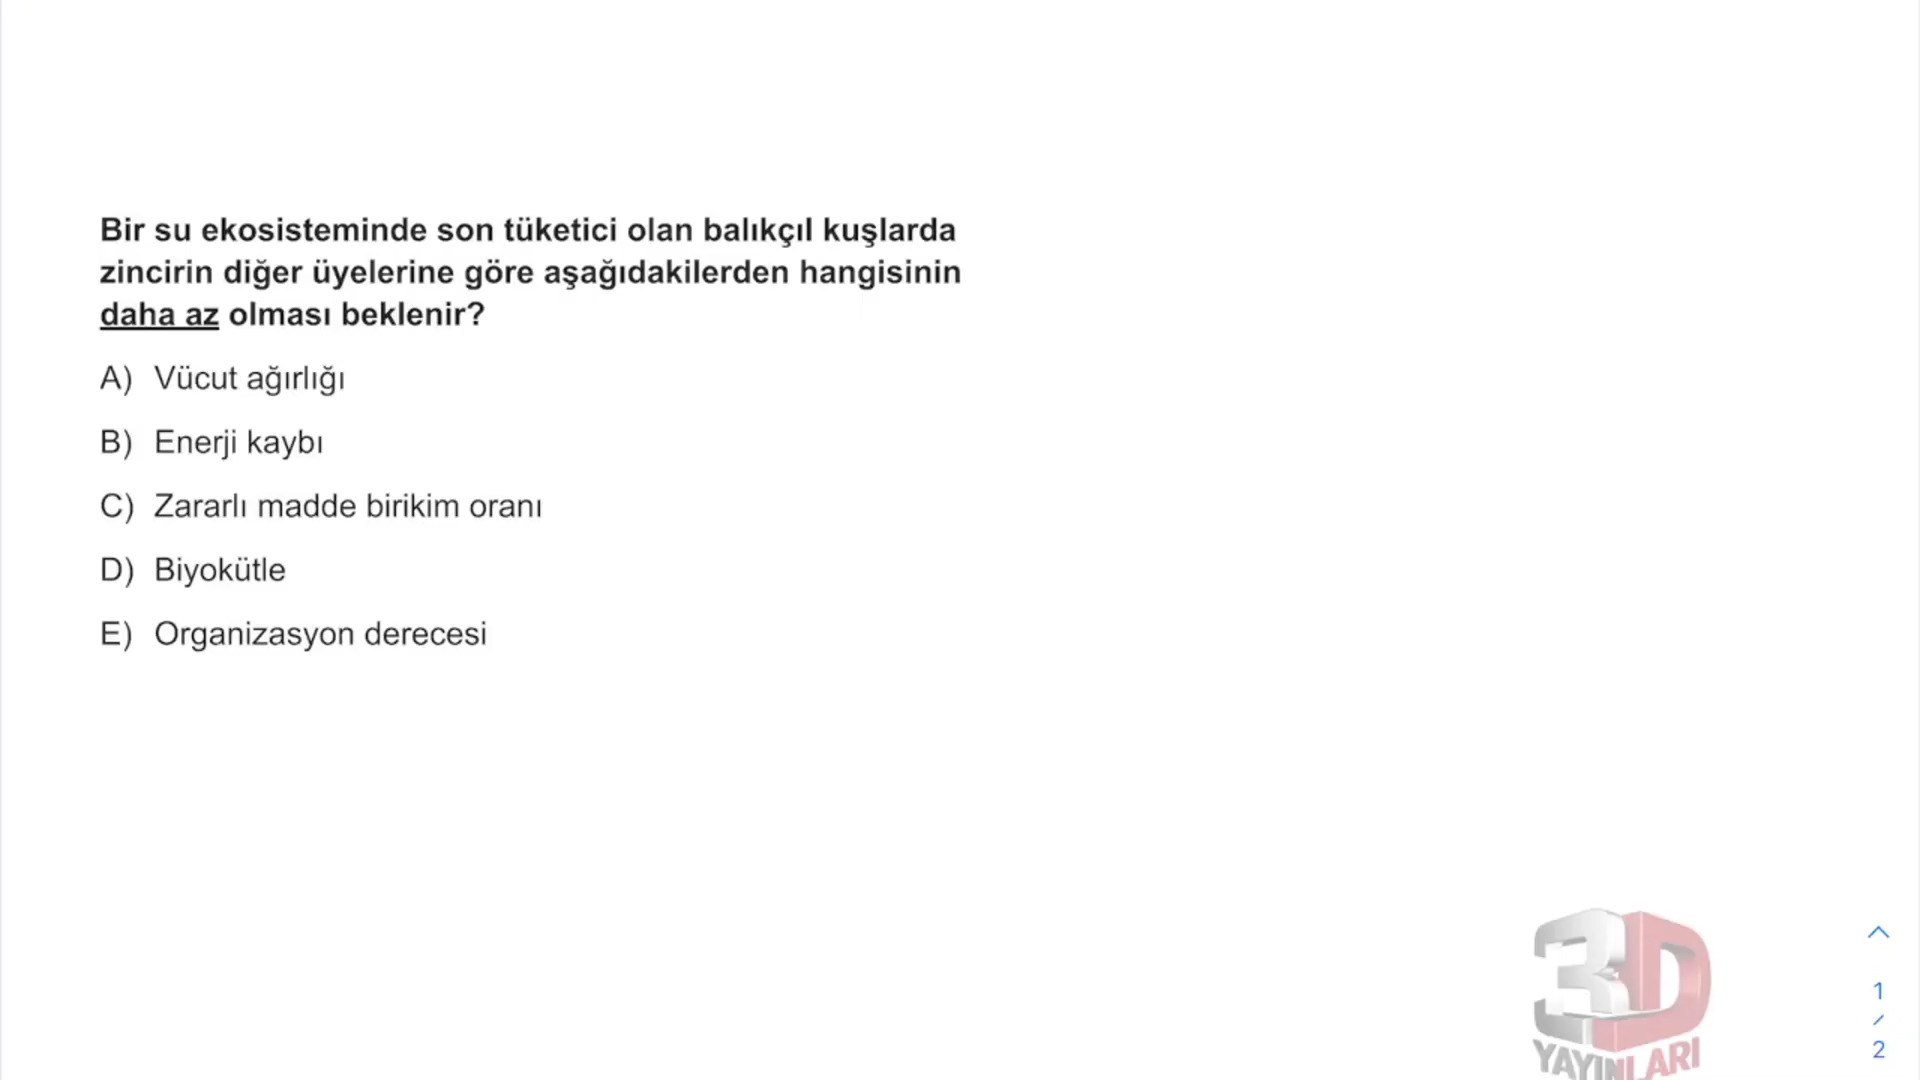 Bir su ekosisteminde son tüketici olan balıkçıl kuşlarda
zincirin diğer üyelerine göre aşağıdakilerden hangisinin
daha az olması beklenir?
A) Vücut ağırlığı
B) Enerji kaybı
C) Zararlı madde birikim oranı
D) Biyokütle
E) Organizasyon derecesi
3D
YAYINLARI
1
/
2